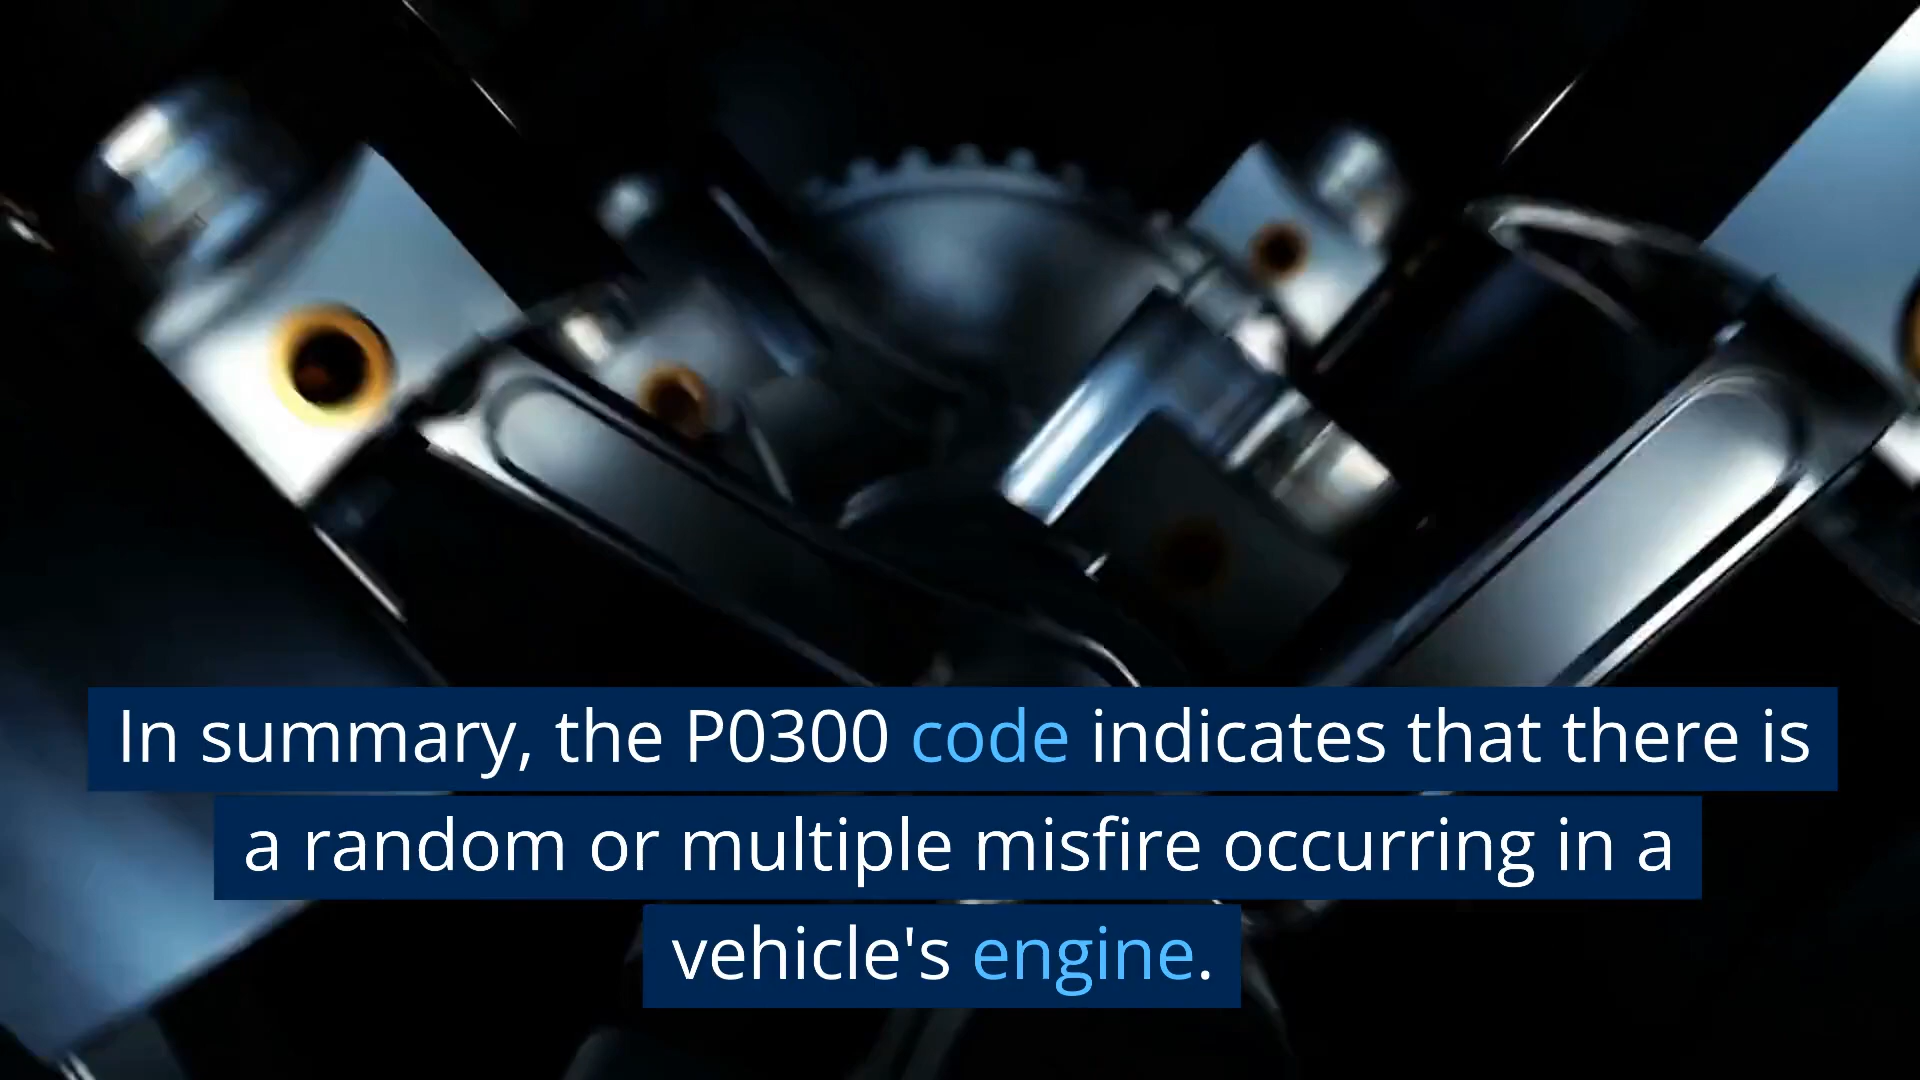 In summary, the P0300 code indicates that there is
a random or multiple misfire occurring in a
vehicle's engine.